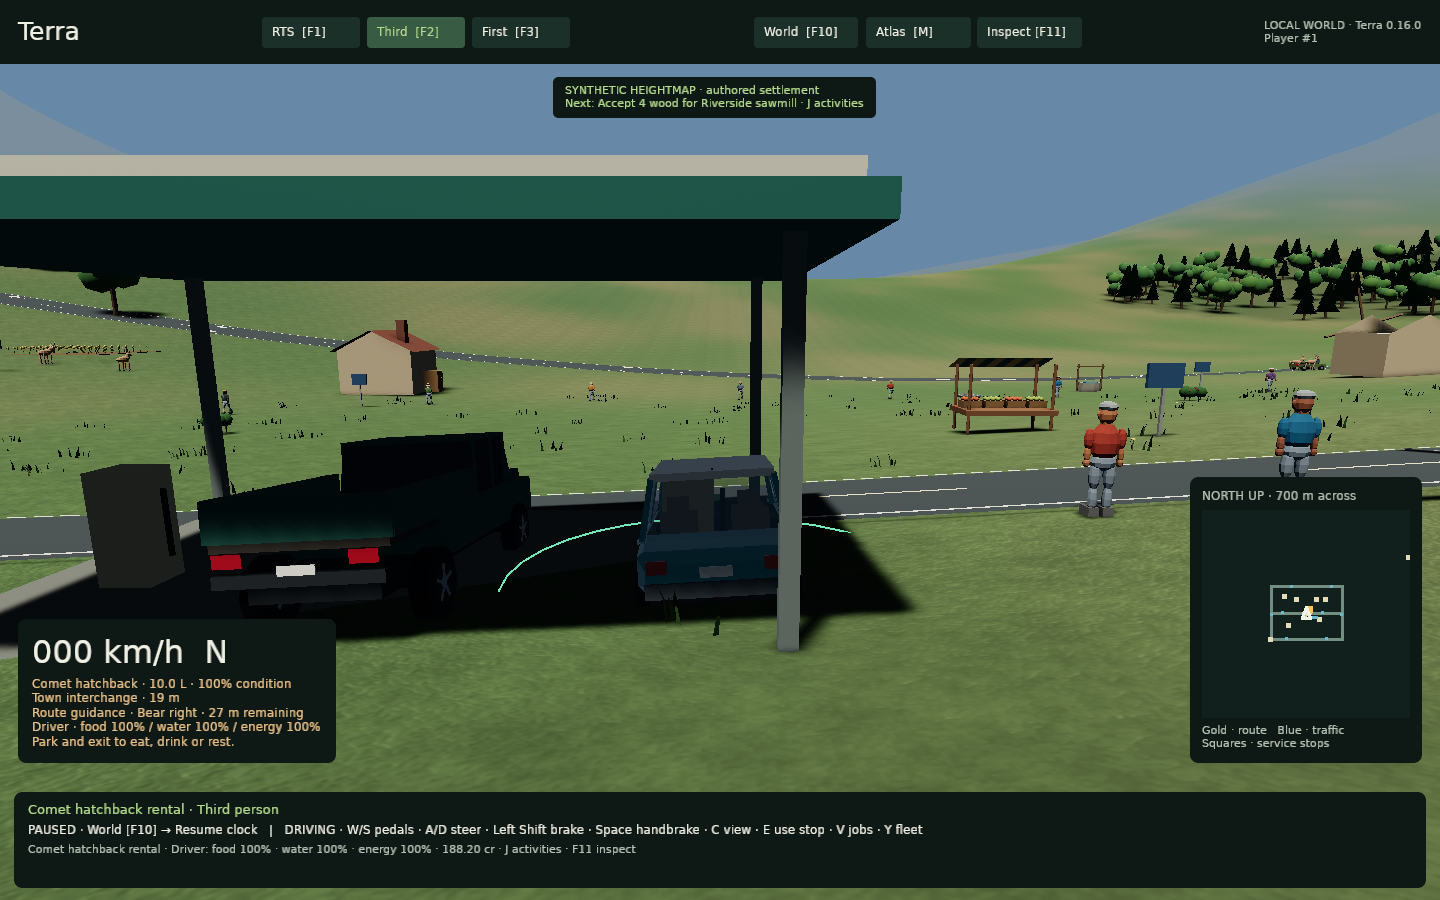 Terra
RTS [F1]
Third [F2]
First [F3]
World [F10]
Atlas [M]
Inspect [F11]
LOCAL WORLD · Terra 0.16.0
Player #1
SYNTHETIC HEIGHTMAP · authored settlement
Next: Accept 4 wood for Riverside sawmill · J activities
NORTH UP · 700 m across
Gold · route Blue · traffic
Squares · service stops
000 km/h N
Comet hatchback · 10.0 L · 100% condition
Town interchange · 19 m
Route guidance · Bear right · 27 m remaining
Driver · food 100% / water 100% / energy 100%
Park and exit to eat, drink or rest.
Comet hatchback rental · Third person
PAUSED · World [F10] → Resume clock | DRIVING · W/S pedals · A/D steer · Left Shift brake · Space handbrake · C view · E use stop · V jobs · Y fleet
Comet hatchback rental · Driver: food 100% · water 100% · energy 100% · 188.20 cr · J activities · F11 inspect